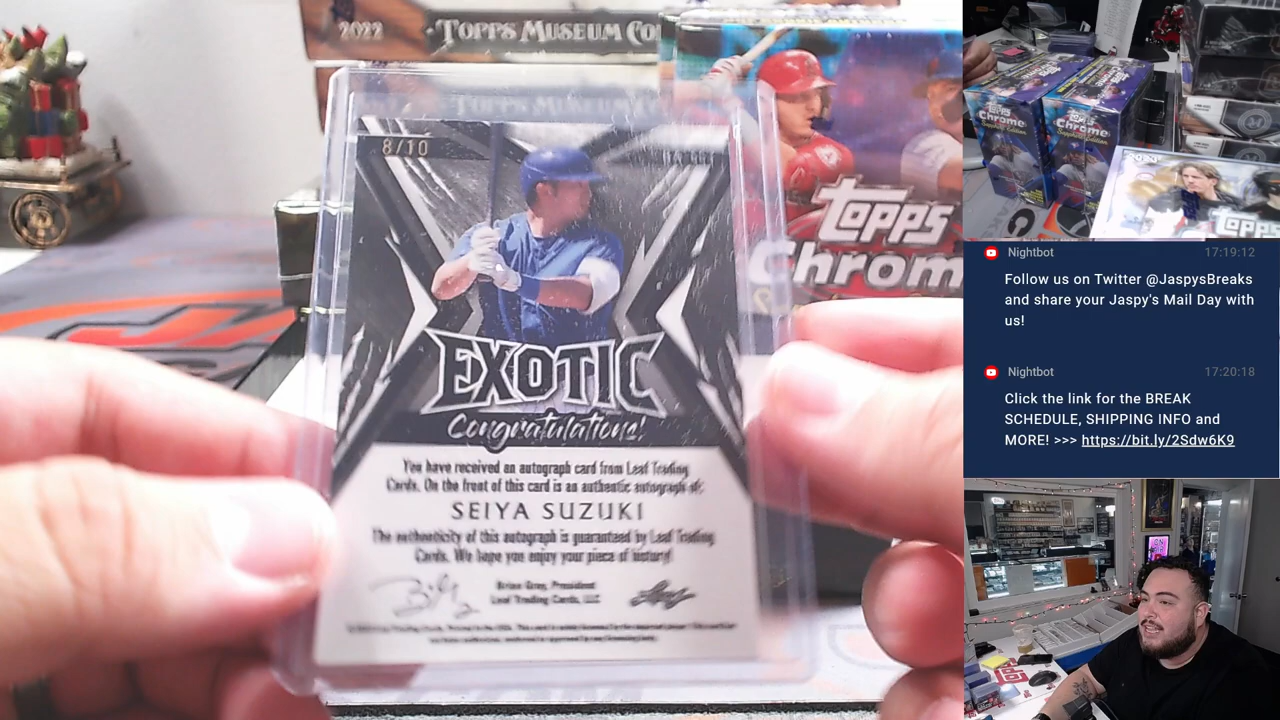 2022 TOPPS MUSEUM CO
8/10
EXOTIC
Congratulations!
You have received an autograph card from Leaf Trading
Cards. On the front of this card is an authentic autograph of:
SEIYA SUZUKI
The authenticity of this autograph is guaranteed by Leaf Trading
Cards. We hope you enjoy your piece of history!
Brian Gray, President
Leaf Trading Cards, LLC
Leaf
topps
Chrom
topps
Chrome
topps
Chrome
topps
Nightbot 17:19:12
Follow us on Twitter @JaspysBreaks
and share your Jaspy's Mail Day with
us!
Nightbot 17:20:18
Click the link for the BREAK
SCHEDULE, SHIPPING INFO and
MORE! >>> https://bit.ly/2Sdw6K9